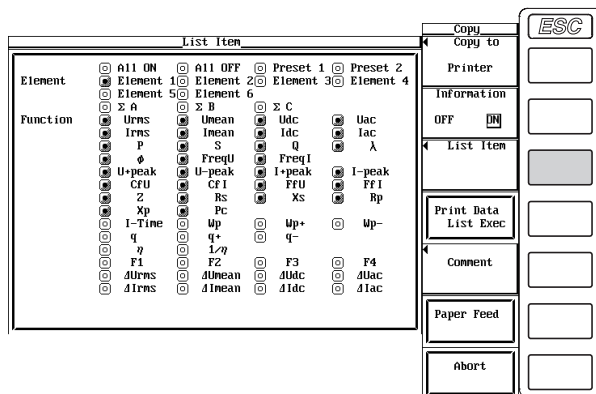 Copy
ESC
List Item
Copy to
Printer
All ON All OFF Preset 1 Preset 2
Element Element 1 Element 2 Element 3 Element 4
Element 5 Element 6
Σ A Σ B Σ C
Function Urms Umean Udc Uac
Irms Imean Idc Iac
P S Q λ
ϕ FreqU FreqI
U+peak U-peak I+peak I-peak
CfU CfI FfU FfI
Z Rs Xs Rp
Xp Pc
I-Time Wp Wp+ Wp-
q q+ q-
η 1/η
F1 F2 F3 F4
ΔUrms ΔUmean ΔUdc ΔUac
ΔIrms ΔImean ΔIdc ΔIac
Information
OFF ON
List Item
Print Data
List Exec
Comment
Paper Feed
Abort